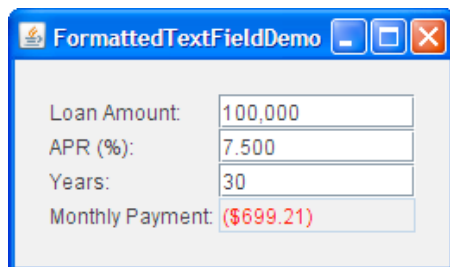 FormattedTextFieldDemo
Loan Amount: 100,000
APR (%): 7.500
Years: 30
Monthly Payment: ($699.21)